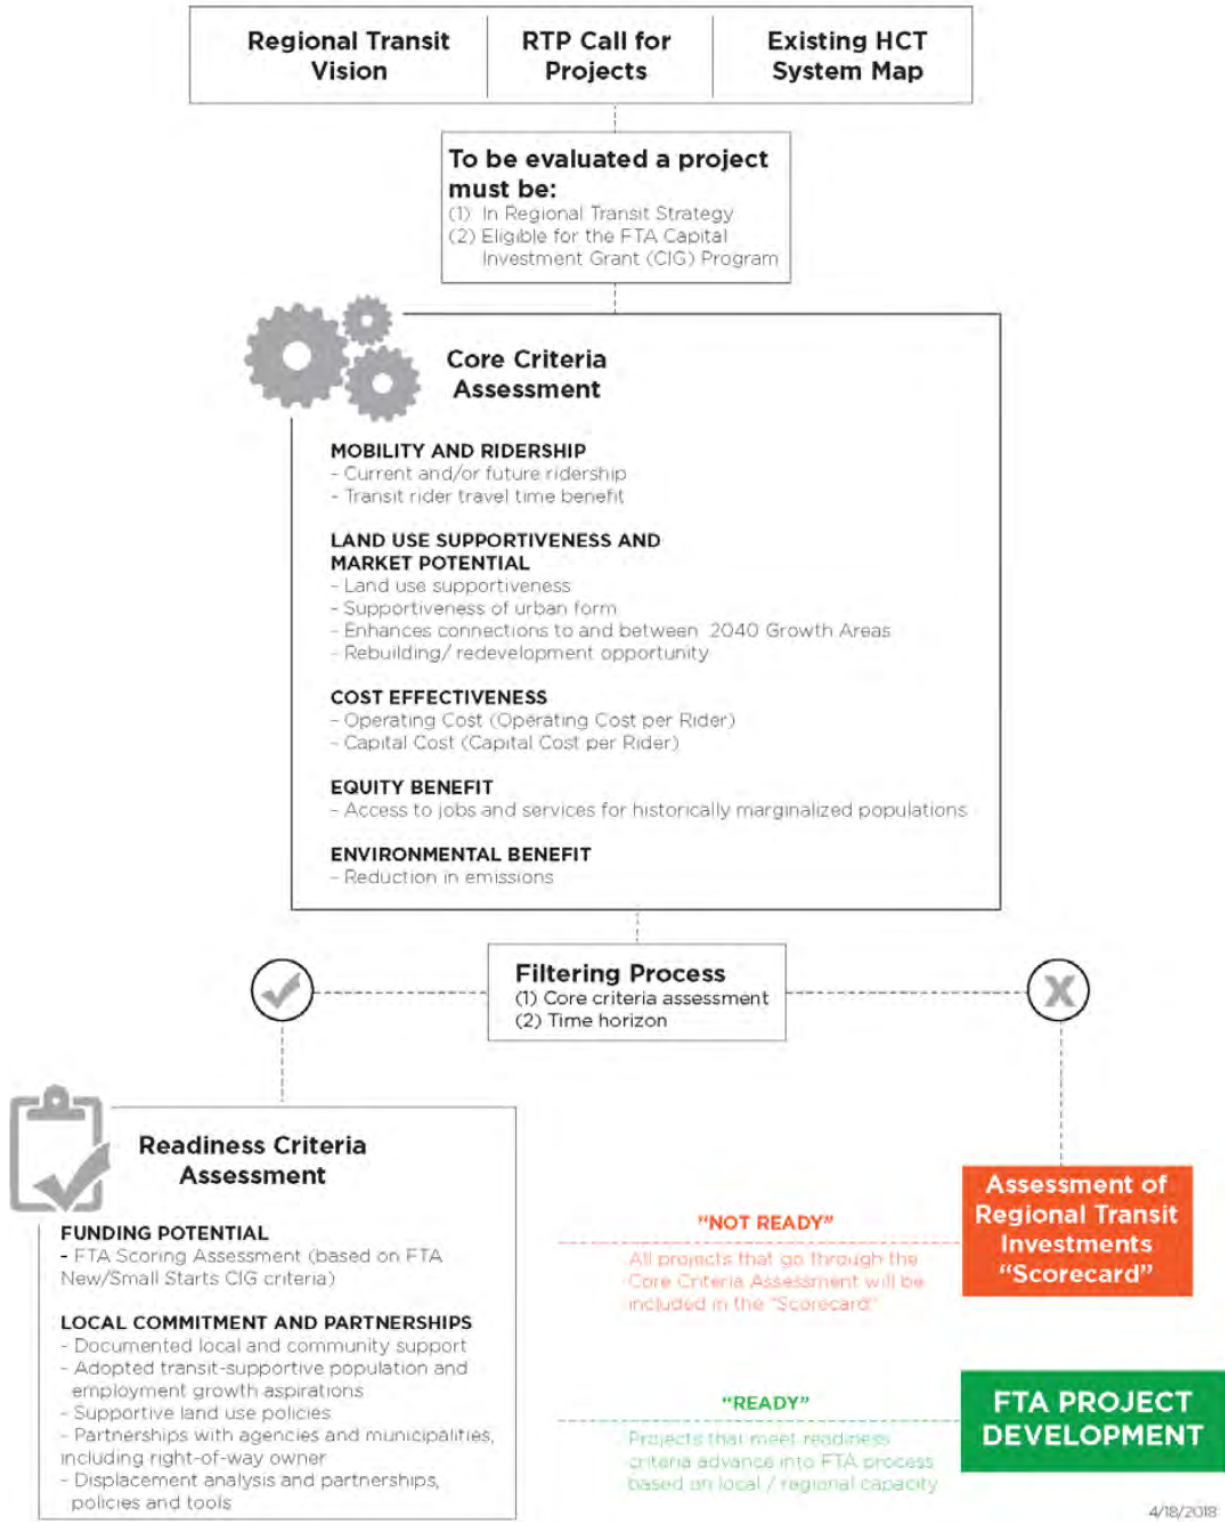 Regional Transit
Vision
RTP Call for
Projects
Existing HCT
System Map
To be evaluated a project
must be:
(1) In Regional Transit Strategy
(2) Eligible for the FTA Capital
Investment Grant (CIG) Program
Core Criteria
Assessment
MOBILITY AND RIDERSHIP
- Current and/or future ridership
- Transit rider travel time benefit
LAND USE SUPPORTIVENESS AND
MARKET POTENTIAL
- Land use supportiveness
- Supportiveness of urban form
- Enhances connections to and between 2040 Growth Areas
- Rebuilding/ redevelopment opportunity
COST EFFECTIVENESS
- Operating Cost (Operating Cost per Rider)
- Capital Cost (Capital Cost per Rider)
EQUITY BENEFIT
- Access to jobs and services for historically marginalized populations
ENVIRONMENTAL BENEFIT
- Reduction in emissions
Filtering Process
(1) Core criteria assessment
(2) Time horizon
X
Readiness Criteria
Assessment
FUNDING POTENTIAL
- FTA Scoring Assessment (based on FTA
New/Small Starts CIG criteria)
LOCAL COMMITMENT AND PARTNERSHIPS
- Documented local and community support
- Adopted transit-supportive population and
employment growth aspirations
- Supportive land use policies
- Partnerships with agencies and municipalities,
including right-of-way owner
- Displacement analysis and partnerships,
policies and tools
"NOT READY"
All projects that go through the
Core Criteria Assessment will be
included in the "Scorecard"
Assessment of
Regional Transit
Investments
"Scorecard"
"READY"
Projects that meet readiness
criteria advance into FTA process
based on local / regional capacity
FTA PROJECT
DEVELOPMENT
4/18/2018